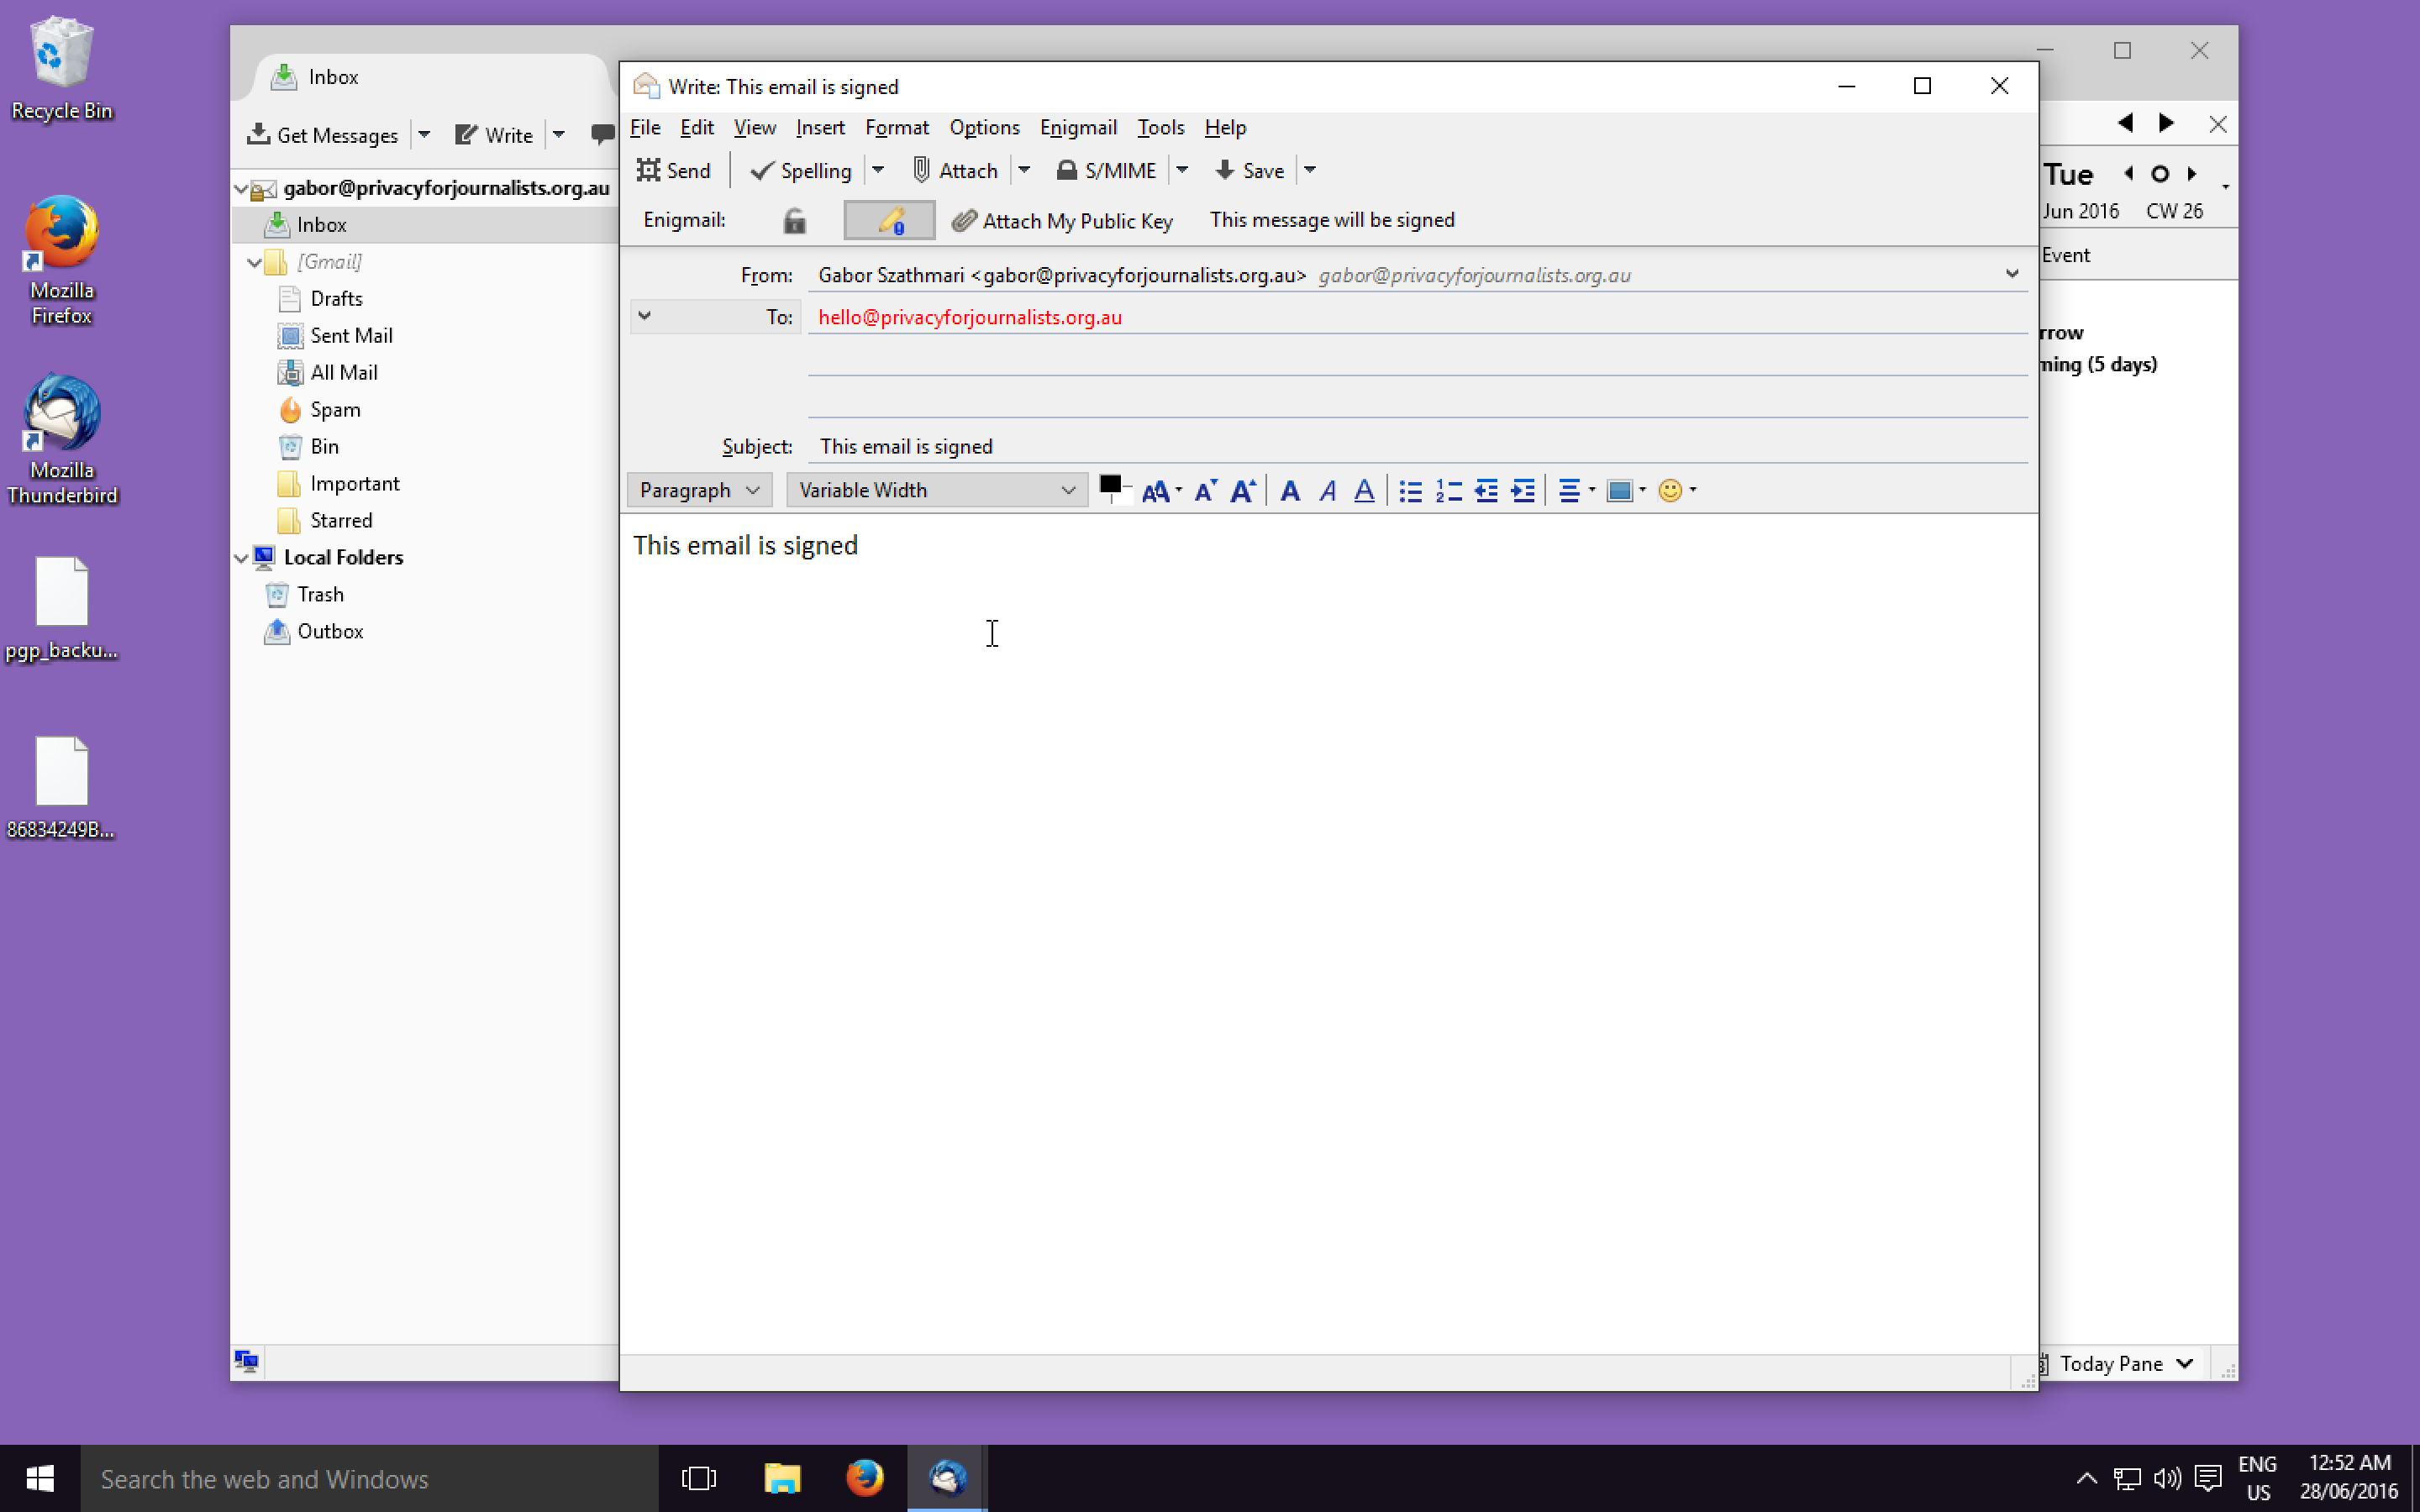 Recycle Bin
Mozilla
Firefox
Mozilla
Thunderbird
pgp_backu...
86834249B...
Inbox
Get Messages
Write
gabor@privacyforjournalists.org.au
Inbox
[Gmail]
Drafts
Sent Mail
All Mail
Spam
Bin
Important
Starred
Local Folders
Trash
Outbox
Write: This email is signed
File Edit View Insert Format Options Enigmail Tools Help
Send Spelling Attach S/MIME Save
Enigmail: Attach My Public Key This message will be signed
From: Gabor Szathmari <gabor@privacyforjournalists.org.au> gabor@privacyforjournalists.org.au
To: hello@privacyforjournalists.org.au
Subject: This email is signed
Paragraph Variable Width
This email is signed
Tue
Jun 2016 CW 26
Event
rrow
ning (5 days)
Today Pane
Search the web and Windows
ENG
US
12:52 AM
28/06/2016